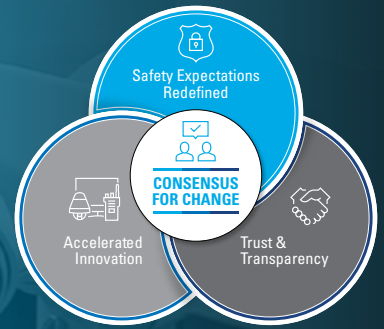 Safety Expectations
Redefined
CONSENSUS
FOR CHANGE
Accelerated
Innovation
Trust &
Transparency